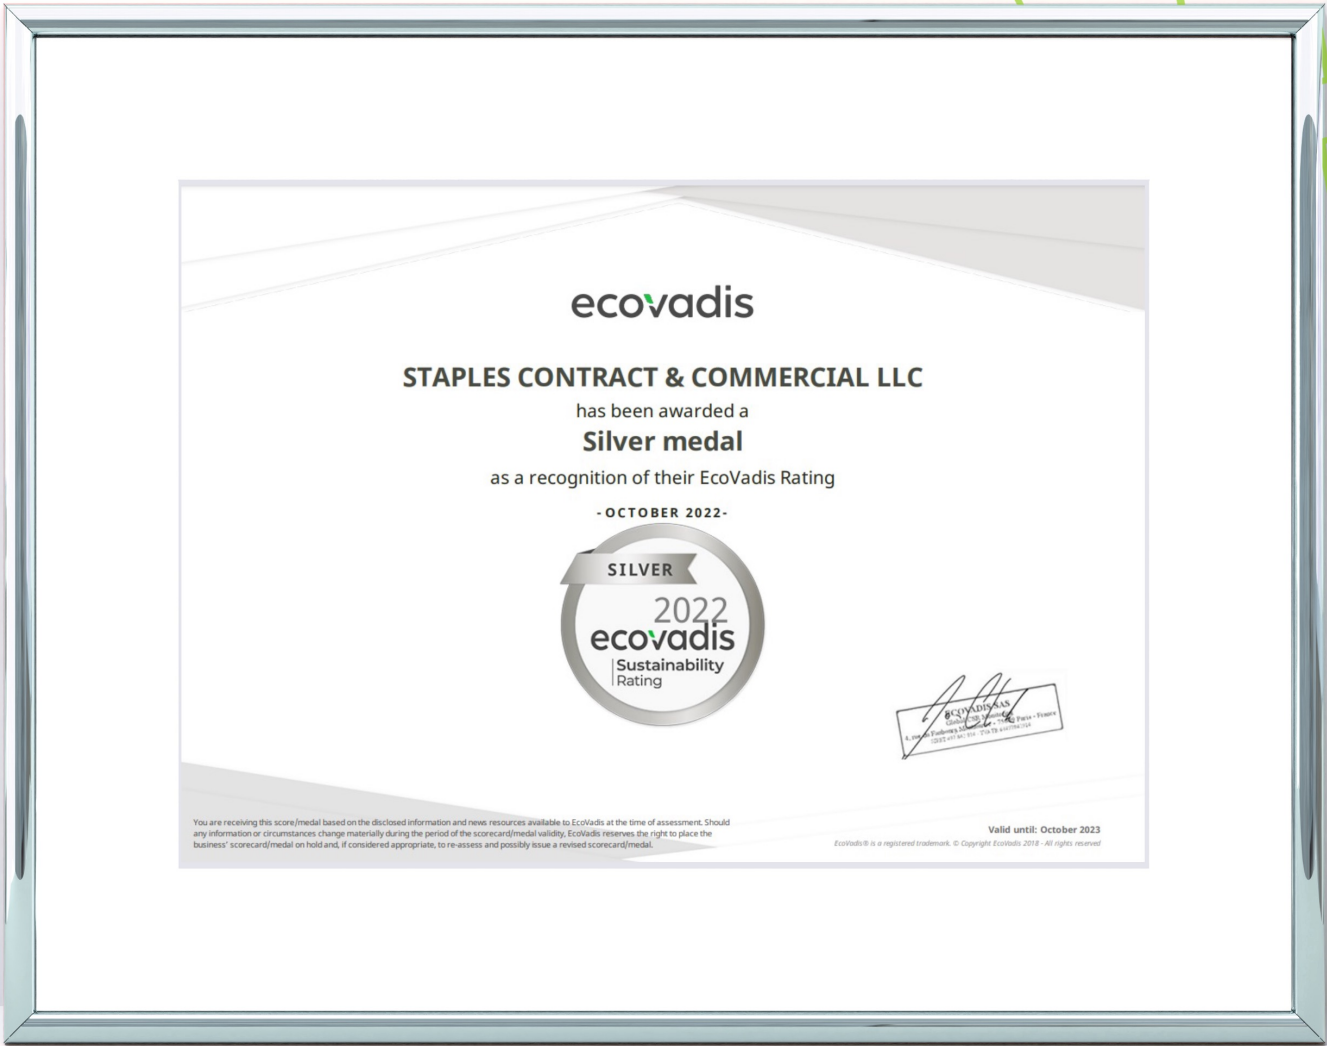 ecovadis
STAPLES CONTRACT & COMMERCIAL LLC
has been awarded a
Silver medal
as a recognition of their EcoVadis Rating
- OCTOBER 2022-
SILVER
2022
ecovadis
Sustainability
Rating
ECOVADIS SAS
You are receiving this score/medal based on the disclosed information and news resources available to EcoVadis at the time of assessment. Should
any information or circumstances change materially during the period of the scorecard/medal validity, EcoVadis reserves the right to place the
business' scorecard/medal on hold and, if considered appropriate, to re-assess and possibly issue a revised scorecard/medal.
Valid until: October 2023
EcoVadis® is a registered trademark. © Copyright EcoVadis 2018 - All rights reserved